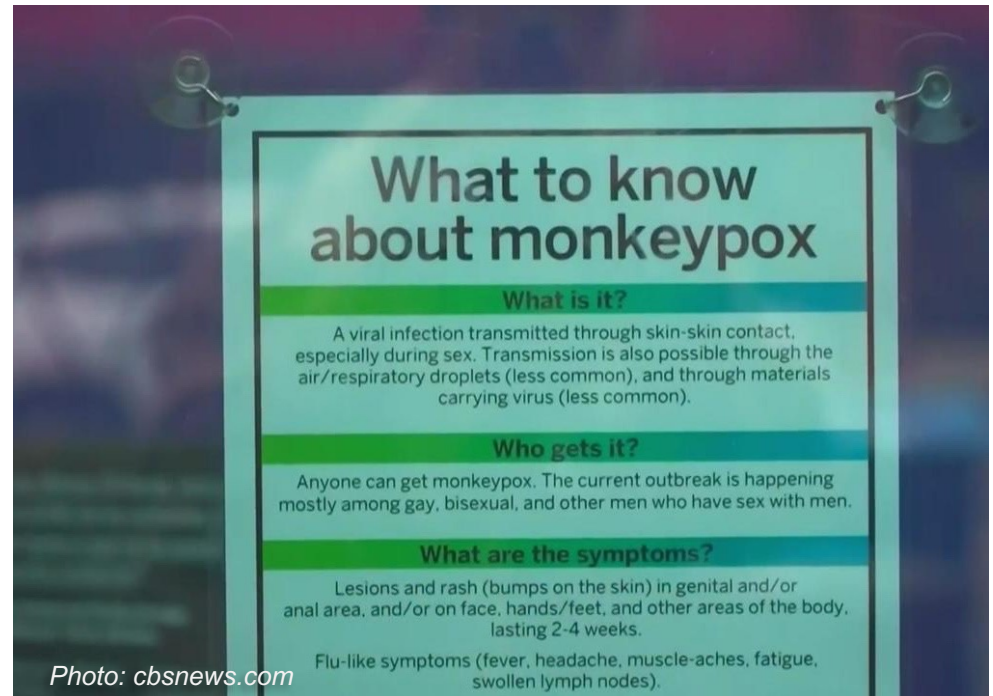 What to know
about monkeypox
What is it?
A viral infection transmitted through skin-skin contact,
especially during sex. Transmission is also possible through the
air/respiratory droplets (less common), and through materials
carrying virus (less common).
Who gets it?
Anyone can get monkeypox. The current outbreak is happening
mostly among gay, bisexual, and other men who have sex with men.
What are the symptoms?
Lesions and rash (bumps on the skin) in genital and/or
anal area, and/or on face, hands/feet, and other areas of the body,
lasting 2-4 weeks.
Flu-like symptoms (fever, headache, muscle-aches, fatigue,
swollen lymph nodes).
Photo: cbsnews.com